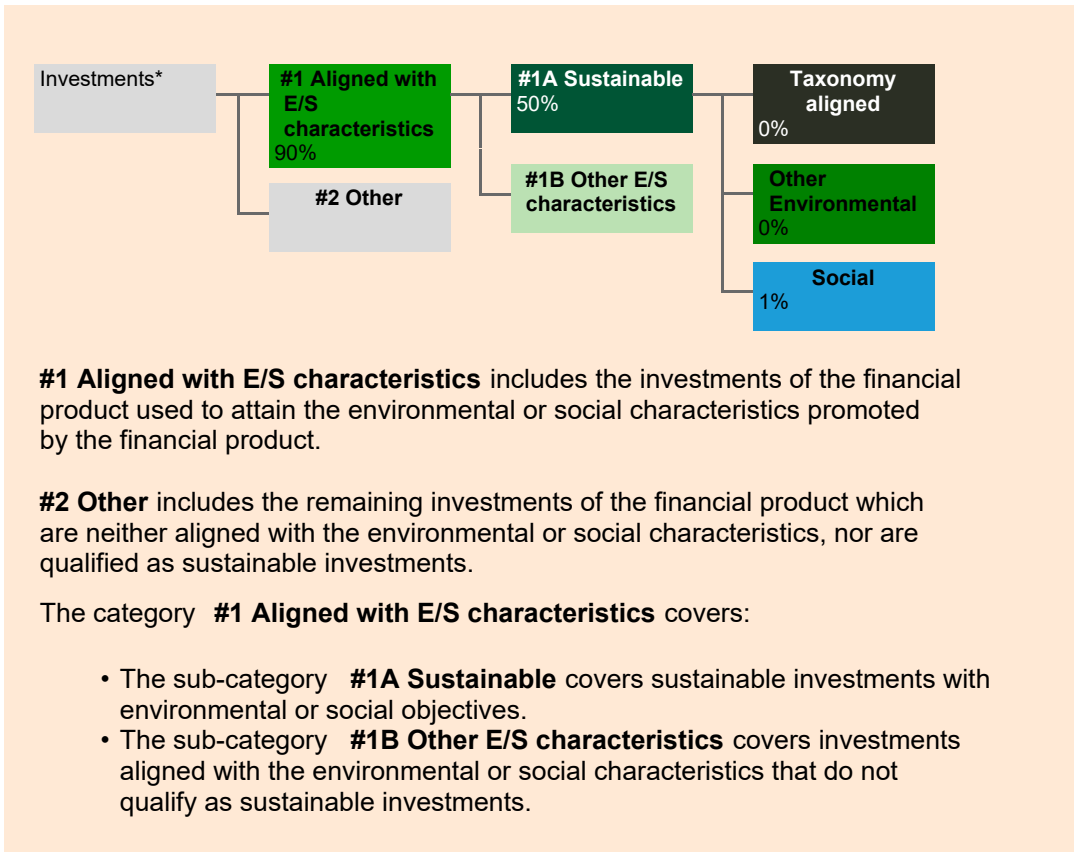 Investments*
#1 Aligned with
E/S
characteristics
90%
#2 Other
#1A Sustainable
50%
#1B Other E/S
characteristics
Taxonomy
aligned
0%
Other
Environmental
0%
Social
1%
#1 Aligned with E/S characteristics includes the investments of the financial
product used to attain the environmental or social characteristics promoted
by the financial product.
#2 Other includes the remaining investments of the financial product which
are neither aligned with the environmental or social characteristics, nor are
qualified as sustainable investments.
The category #1 Aligned with E/S characteristics covers:
• The sub-category #1A Sustainable covers sustainable investments with
environmental or social objectives.
• The sub-category #1B Other E/S characteristics covers investments
aligned with the environmental or social characteristics that do not
qualify as sustainable investments.